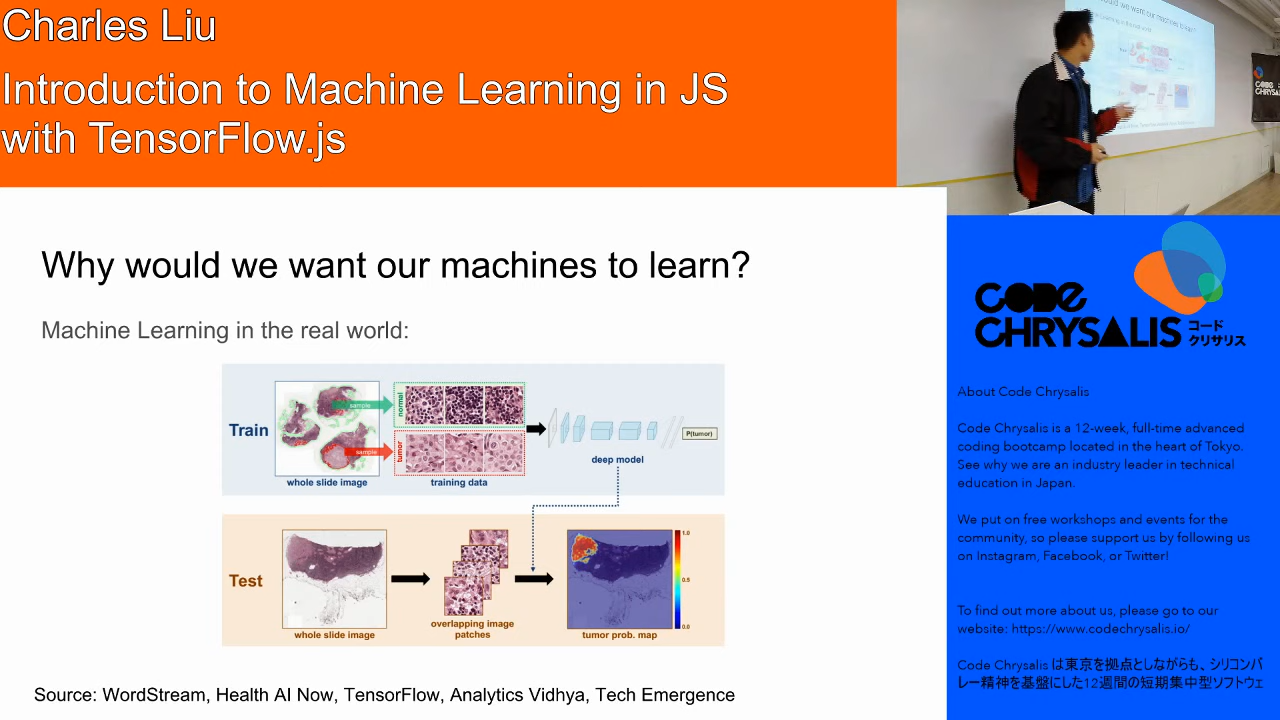 Charles Liu
Introduction to Machine Learning in JS
with TensorFlow.js
Why would we want our machines to learn?
Machine Learning in the real world:
Train
sample
sample
normal
tumor
whole slide image
training data
deep model
P(tumor)
Test
whole slide image
overlapping image
patches
tumor prob. map
1.0
0.5
0.0
Source: WordStream, Health AI Now, TensorFlow, Analytics Vidhya, Tech Emergence
CODE
CHRYSALIS
コード
クリサリス
About Code Chrysalis
Code Chrysalis is a 12-week, full-time advanced
coding bootcamp located in the heart of Tokyo.
See why we are an industry leader in technical
education in Japan.
We put on free workshops and events for the
community, so please support us by following us
on Instagram, Facebook, or Twitter!
To find out more about us, please go to our
website: https://www.codechrysalis.io/
Code Chrysalis は東京を拠点としながらも、シリコンバ
レー精神を基盤にした12週間の短期集中型ソフトウェ